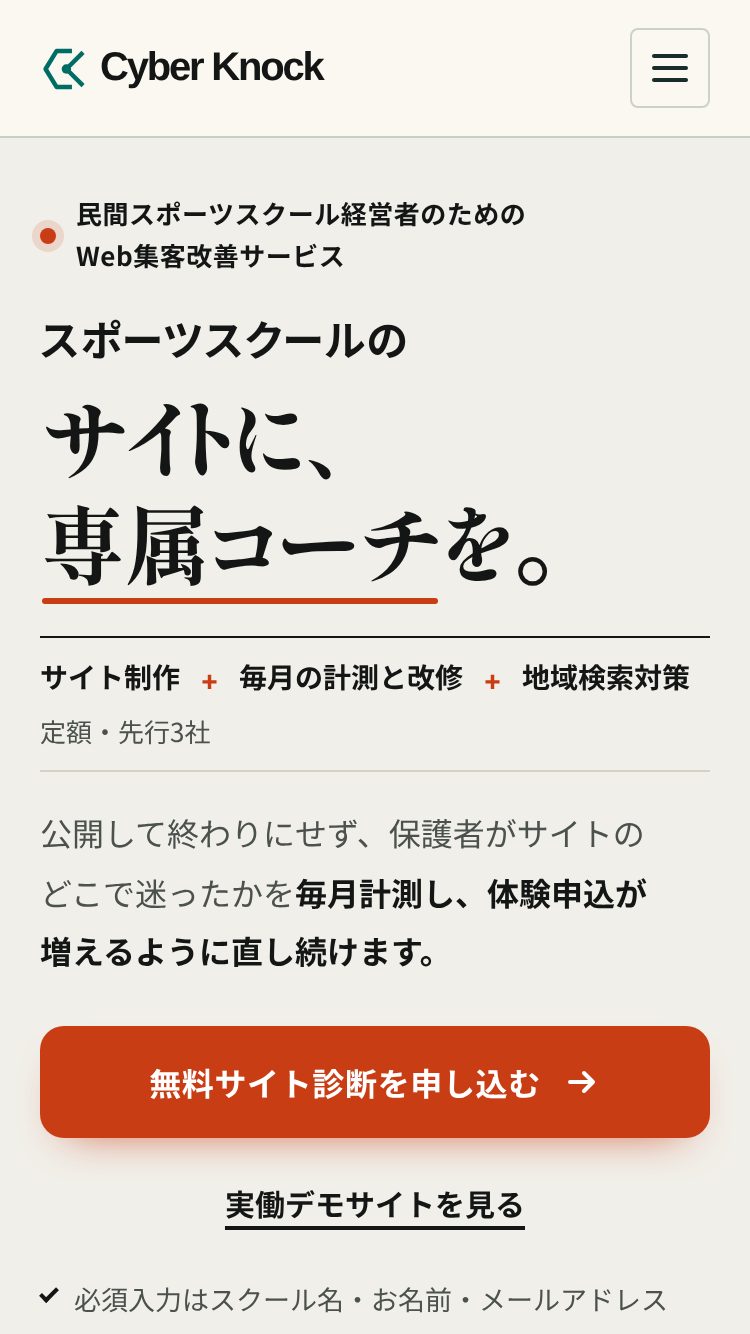 Cyber Knock
民間スポーツスクール経営者のための
Web集客改善サービス
スポーツスクールの
サイトに、
専属コーチを。
サイト制作 + 毎月の計測と改修 + 地域検索対策
定額・先行3社
公開して終わりにせず、保護者がサイトの
どこで迷ったかを毎月計測し、体験申込が
増えるように直し続けます。
無料サイト診断を申し込む →
実働デモサイトを見る
必須入力はスクール名・お名前・メールアドレス